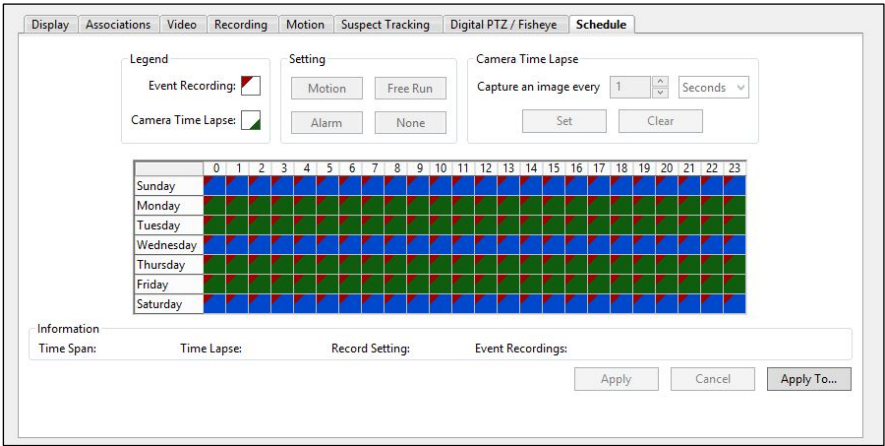 Display Associations Video Recording Motion Suspect Tracking Digital PTZ / Fisheye Schedule
Legend
Event Recording:
Camera Time Lapse:
Setting
Motion Free Run
Alarm None
Camera Time Lapse
Capture an image every 1 Seconds
Set Clear
0 1 2 3 4 5 6 7 8 9 10 11 12 13 14 15 16 17 18 19 20 21 22 23
Sunday
Monday
Tuesday
Wednesday
Thursday
Friday
Saturday
Information
Time Span: Time Lapse: Record Setting: Event Recordings:
Apply Cancel Apply To...